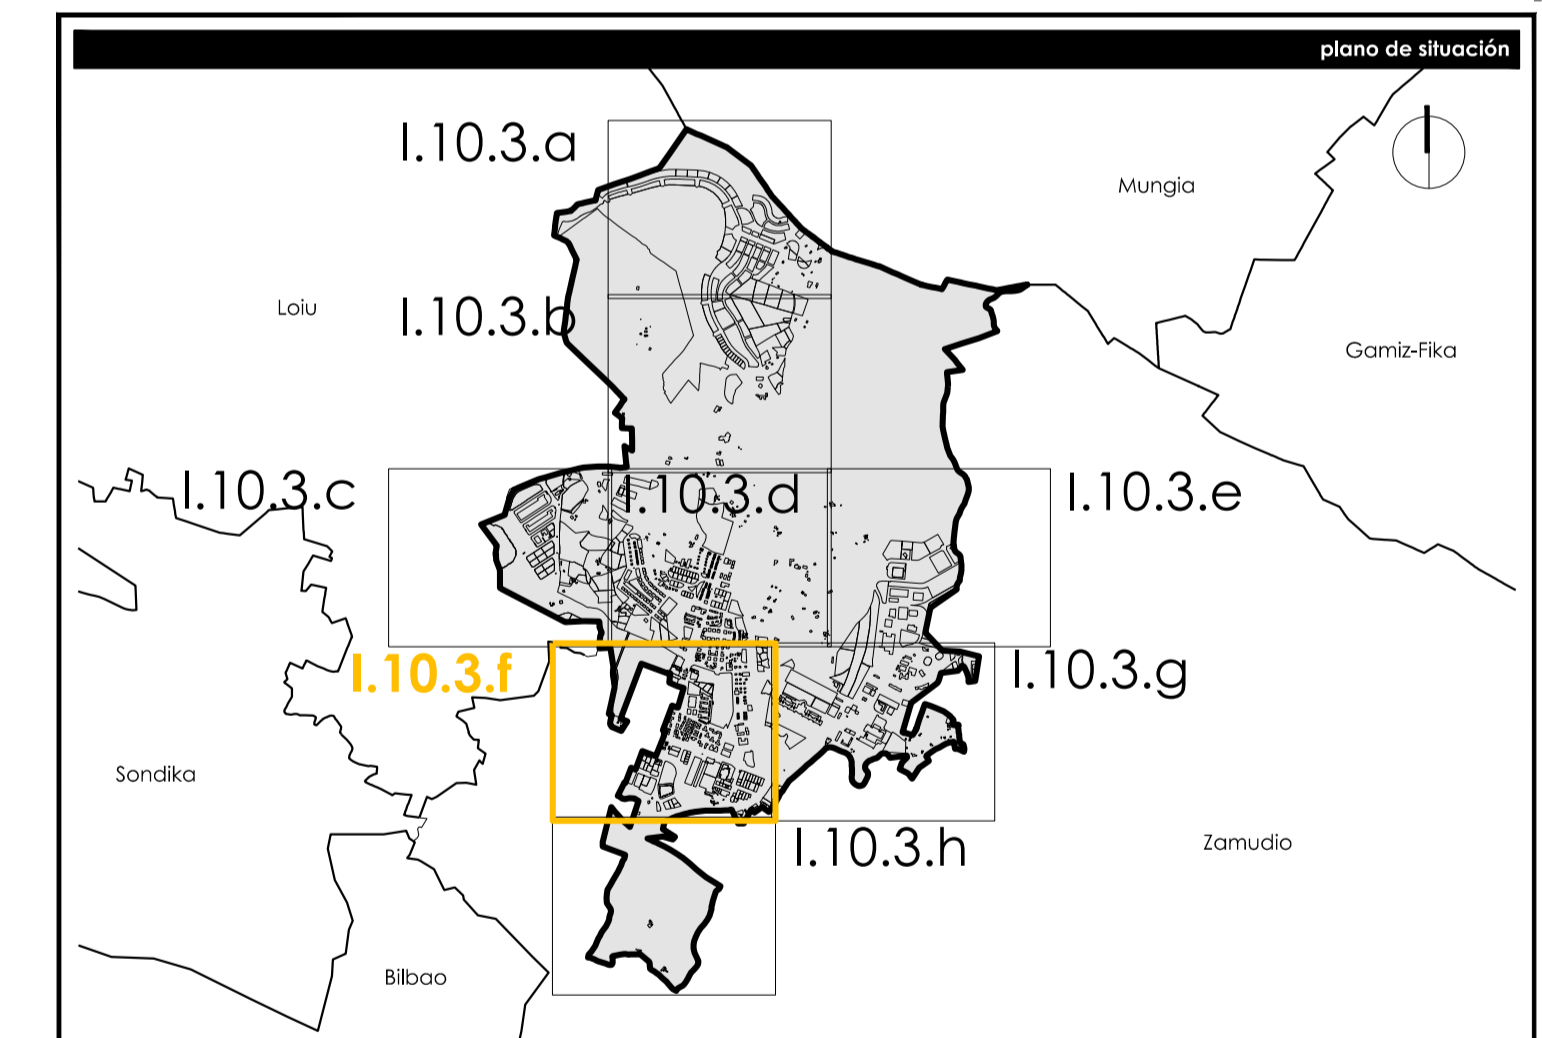 plano de situación
I.10.3.a
Mungia
Loiu
I.10.3.b
Gamiz-Fika
I.10.3.c
I.10.3.d
I.10.3.e
I.10.3.f
I.10.3.g
Sondika
I.10.3.h
Zamudio
Bilbao